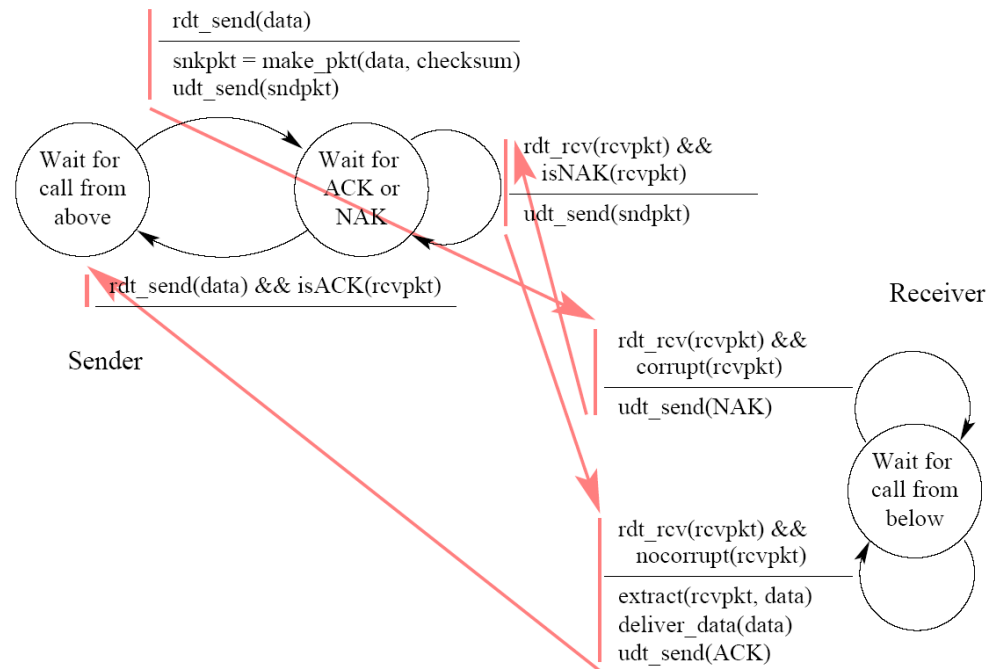 rdt_send(data)
snkpkt = make_pkt(data, checksum)
udt_send(sndpkt)
Wait for
call from
above
Wait for
ACK or
NAK
rdt_rcv(rcvpkt) &&
isNAK(rcvpkt)
udt_send(sndpkt)
rdt_send(data) && isACK(rcvpkt)
Sender
Receiver
rdt_rcv(rcvpkt) &&
corrupt(rcvpkt)
udt_send(NAK)
Wait for
call from
below
rdt_rcv(rcvpkt) &&
nocorrupt(rcvpkt)
extract(rcvpkt, data)
deliver_data(data)
udt_send(ACK)